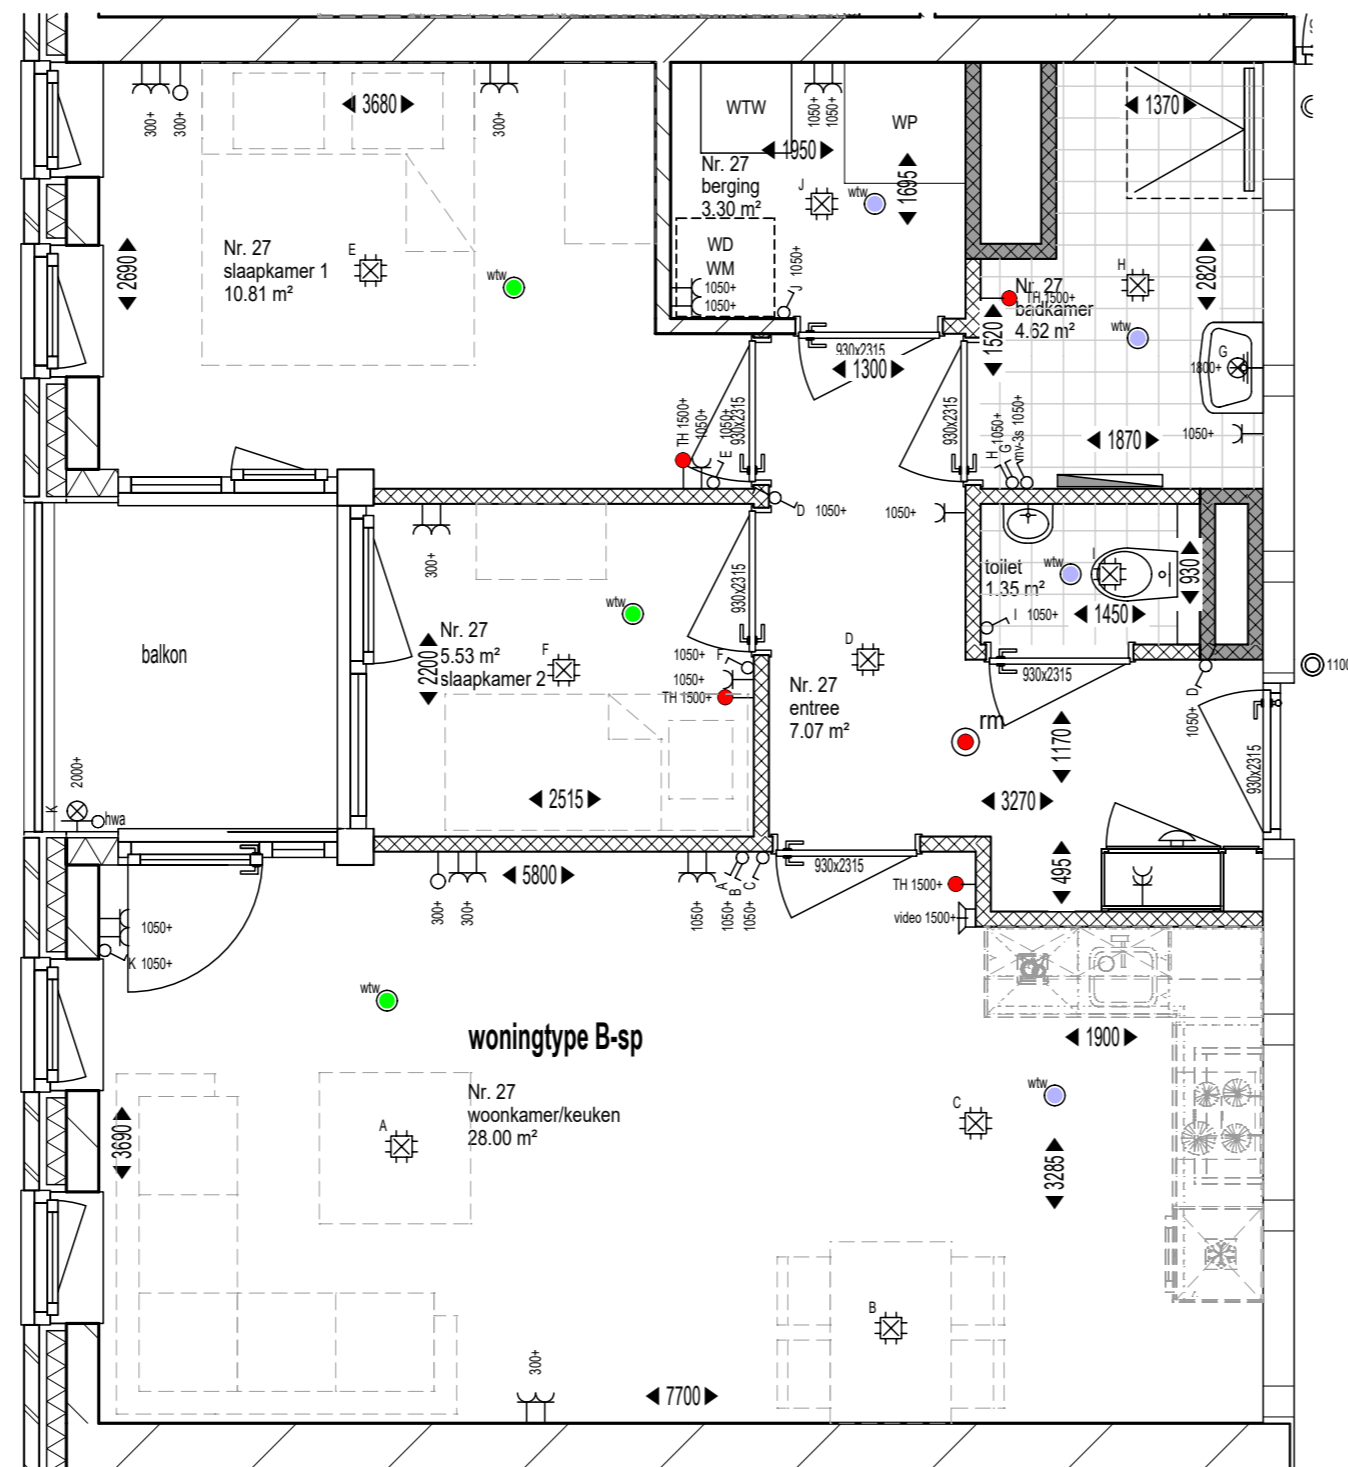 300+
300+
3680
300+
WTW
1050+
1050+
WP
1370
1950
1695
Nr. 27
berging
3.30 m²
J
wtw
Nr. 27
slaapkamer 1
10.81 m²
E
wtw
2690
WD
WM
1050+
1050+
J 1050+
H
2820
Nr. 27
badkamer
4.62 m²
TH 1500+
wtw
1520
G
1800+
930x2315
1300
TH 1500+
1050+
E 1050+
930x2315
930x2315
H 1050+
G
mv-3s 1050+
1870
1050+
D 1050+
1050+
300+
930x2315
toilet
1.35 m²
wtw
I
930
1450
I 1050+
wtw
balkon
2200
Nr. 27
5.53 m²
slaapkamer 2
F
1050+
F
1050+
TH 1500+
D
Nr. 27
entree
7.07 m²
930x2315
D
1050+
1100
rm
1170
930x2315
2515
3270
K
2000+
hwa
5800
300+
300+
1050+
A
B
C
1050+
1050+
930x2315
TH 1500+
video 1500+
495
1050+
K 1050+
wtw
woningtype B-sp
1900
Nr. 27
woonkamer/keuken
28.00 m²
wtw
C
A
3690
3285
B
300+
7700